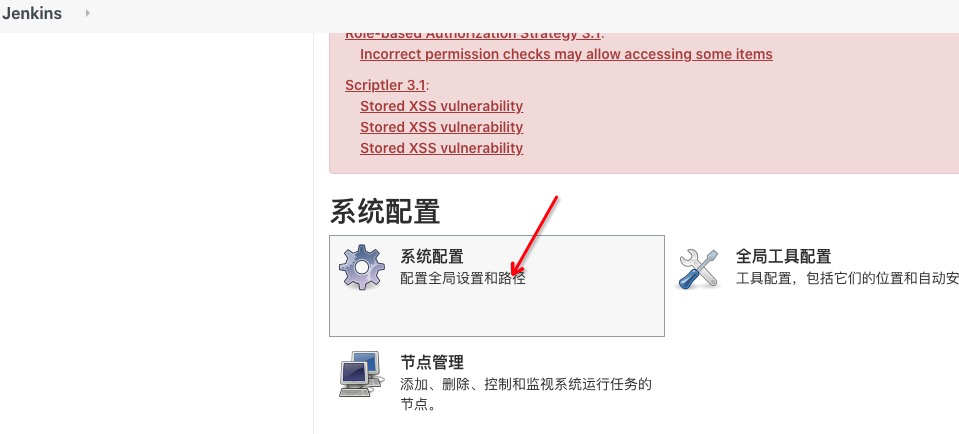 Jenkins
Role-based Authorization Strategy 3.1:
Incorrect permission checks may allow accessing some items
Scriptler 3.1:
Stored XSS vulnerability
Stored XSS vulnerability
Stored XSS vulnerability
系统配置
系统配置
配置全局设置和路径
全局工具配置
工具配置，包括它们的位置和自动安
节点管理
添加、删除、控制和监视系统运行任务的
节点。